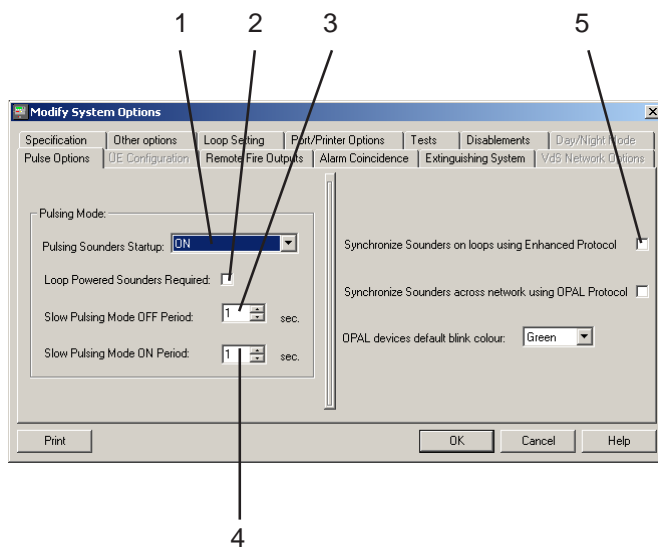 1 2 3 5
Modify System Options
Specification Other options Loop Setting Port/Printer Options Tests Disablements Day/Night Mode
Pulse Options UE Configuration Remote Fire Outputs Alarm Coincidence Extinguishing System VdS Network Options
Pulsing Mode:
Pulsing Sounders Startup: ON
Loop Powered Sounders Required:
Slow Pulsing Mode OFF Period: 1 sec.
Slow Pulsing Mode ON Period: 1 sec.
Synchronize Sounders on loops using Enhanced Protocol
Synchronize Sounders across network using OPAL Protocol
OPAL devices default blink colour: Green
Print OK Cancel Help
4